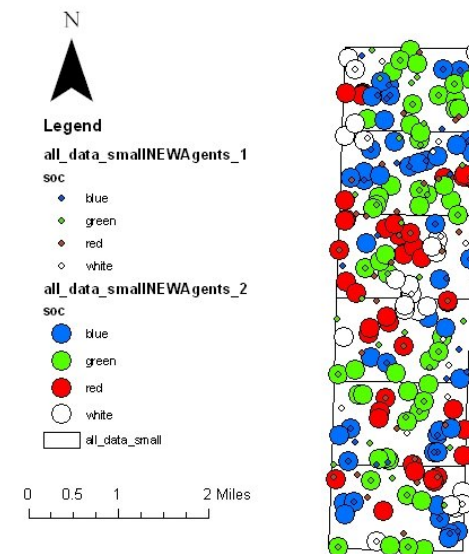 N
Legend
all_data_smallNEWAgents_1
soc
blue
green
red
white
all_data_smallNEWAgents_2
soc
blue
green
red
white
all_data_small
0 0.5 1 2 Miles